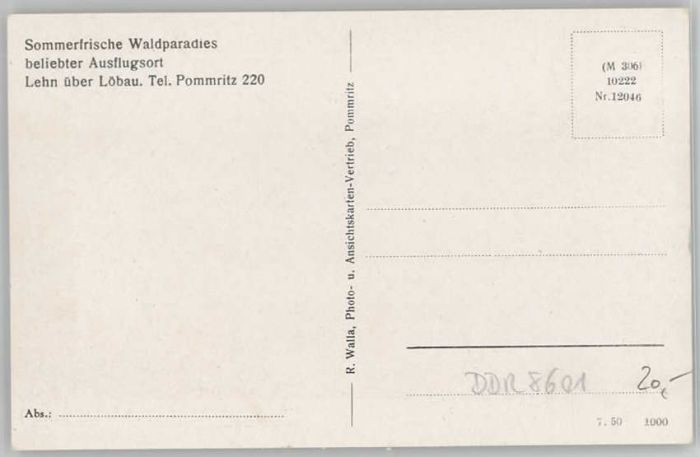 Sommerfrische Waldparadies
beliebter Ausflugsort
Lehn über Löbau. Tel. Pommritz 220
R. Walla, Photo- u. Ansichtskarten-Vertrieb, Pommritz
(M 306)
10222
Nr.12046
DDR 8601
20,-
Abs.:
7.50 1000